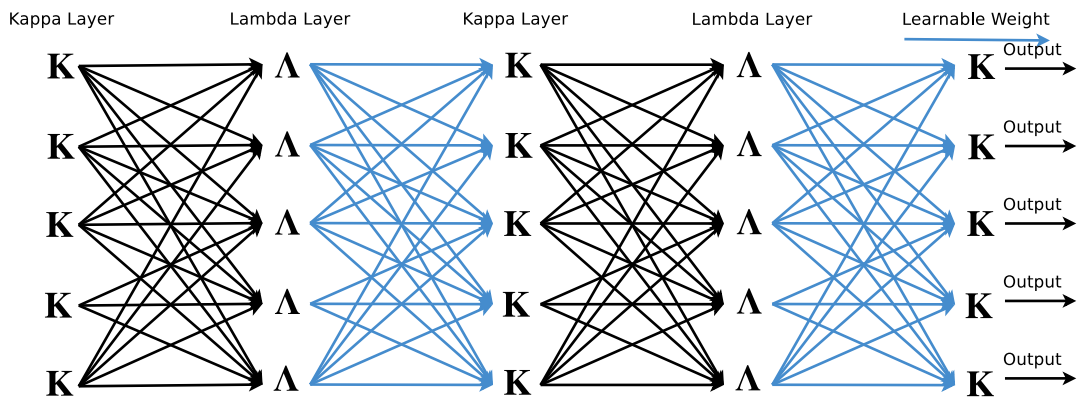 Kappa Layer Lambda Layer Kappa Layer Lambda Layer Learnable Weight
K Λ K Λ K Output
K Λ K Λ K Output
K Λ K Λ K Output
K Λ K Λ K Output
K Λ K Λ K Output